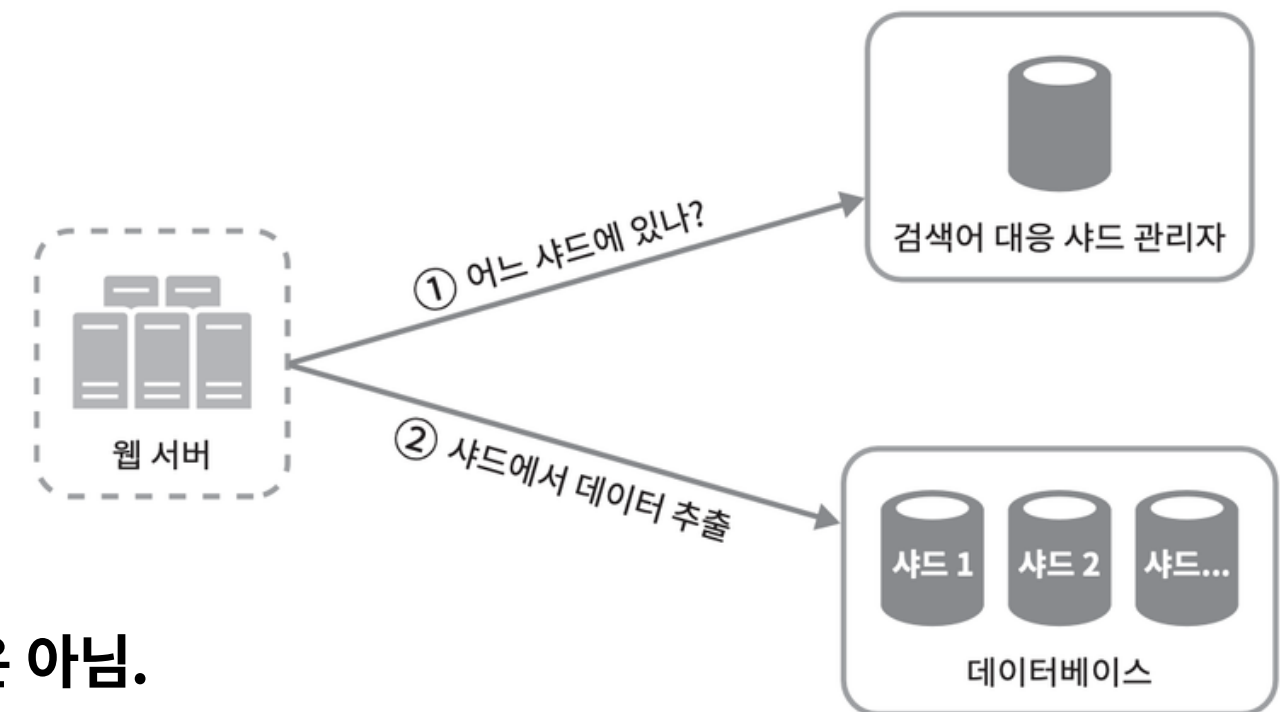 검색어 대응 샤드 관리자
① 어느 샤드에 있나?
웹 서버
② 샤드에서 데이터 추출
샤드 1
샤드 2
샤드...
데이터베이스
아님.